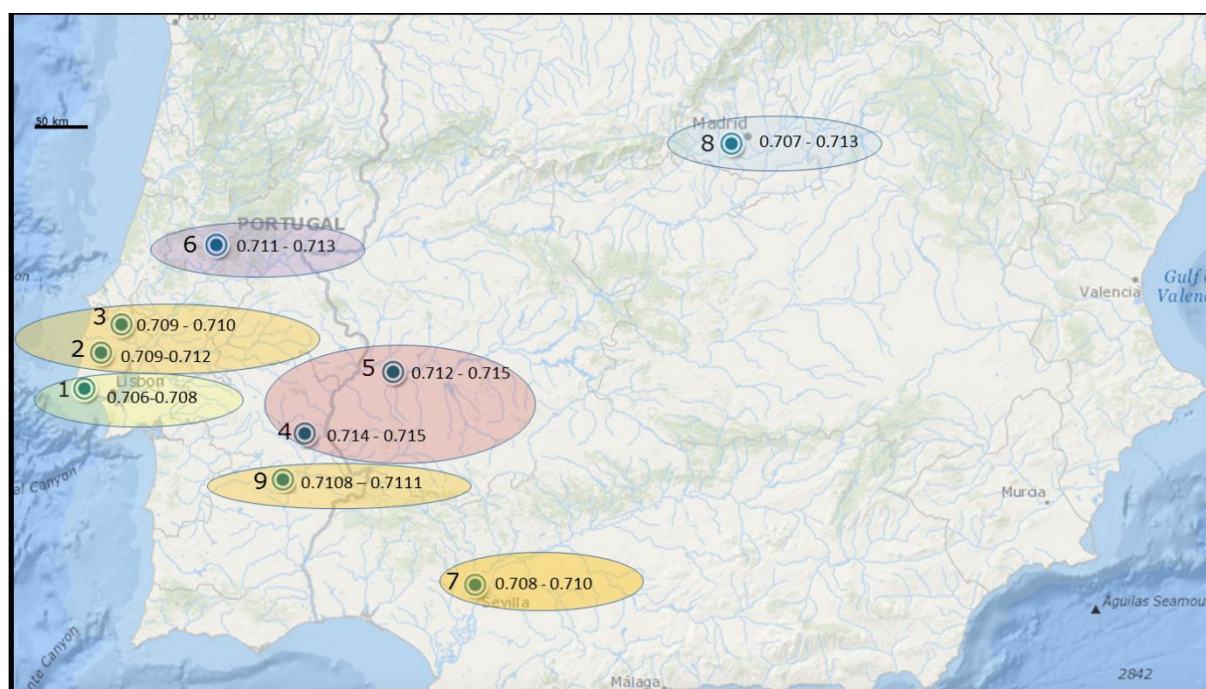 Porto
50 km
Madrid
8 0.707 - 0.713
PORTUGAL
6 0.711 - 0.713
Valencia
Gulf
Valen
3 0.709 - 0.710
2 0.709-0.712
1 Lisbon
0.706-0.708
5 0.712 - 0.715
4 0.714 - 0.715
9 0.7108 – 0.7111
al Canyon
Murcia
7 0.708 - 0.710
Sevilla
Águilas Seamou
nte Canyon
Málaga
2842